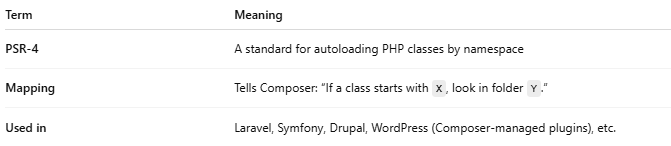 Term Meaning
PSR-4 A standard for autoloading PHP classes by namespace
Mapping Tells Composer: “If a class starts with X, look in folder Y.”
Used in Laravel, Symfony, Drupal, WordPress (Composer-managed plugins), etc.